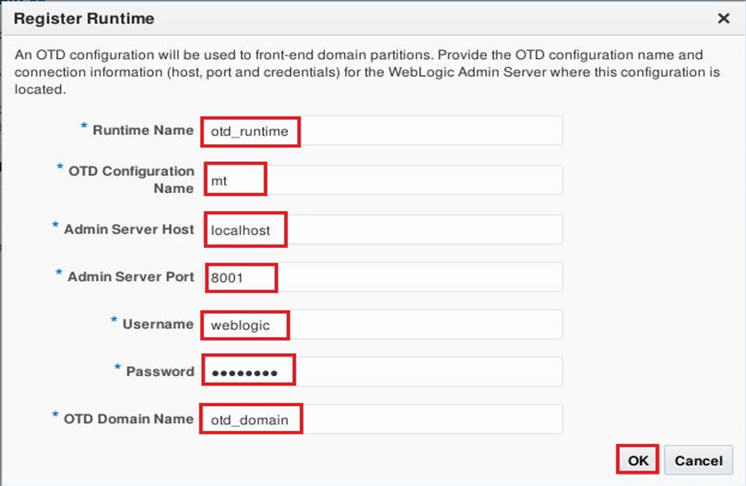 Register Runtime
An OTD configuration will be used to front-end domain partitions. Provide the OTD configuration name and
connection information (host, port and credentials) for the WebLogic Admin Server where this configuration is
located.
* Runtime Name otd_runtime
* OTD Configuration
Name mt
* Admin Server Host localhost
* Admin Server Port 8001
* Username weblogic
* Password ●●●●●●●●
* OTD Domain Name otd_domain
OK Cancel